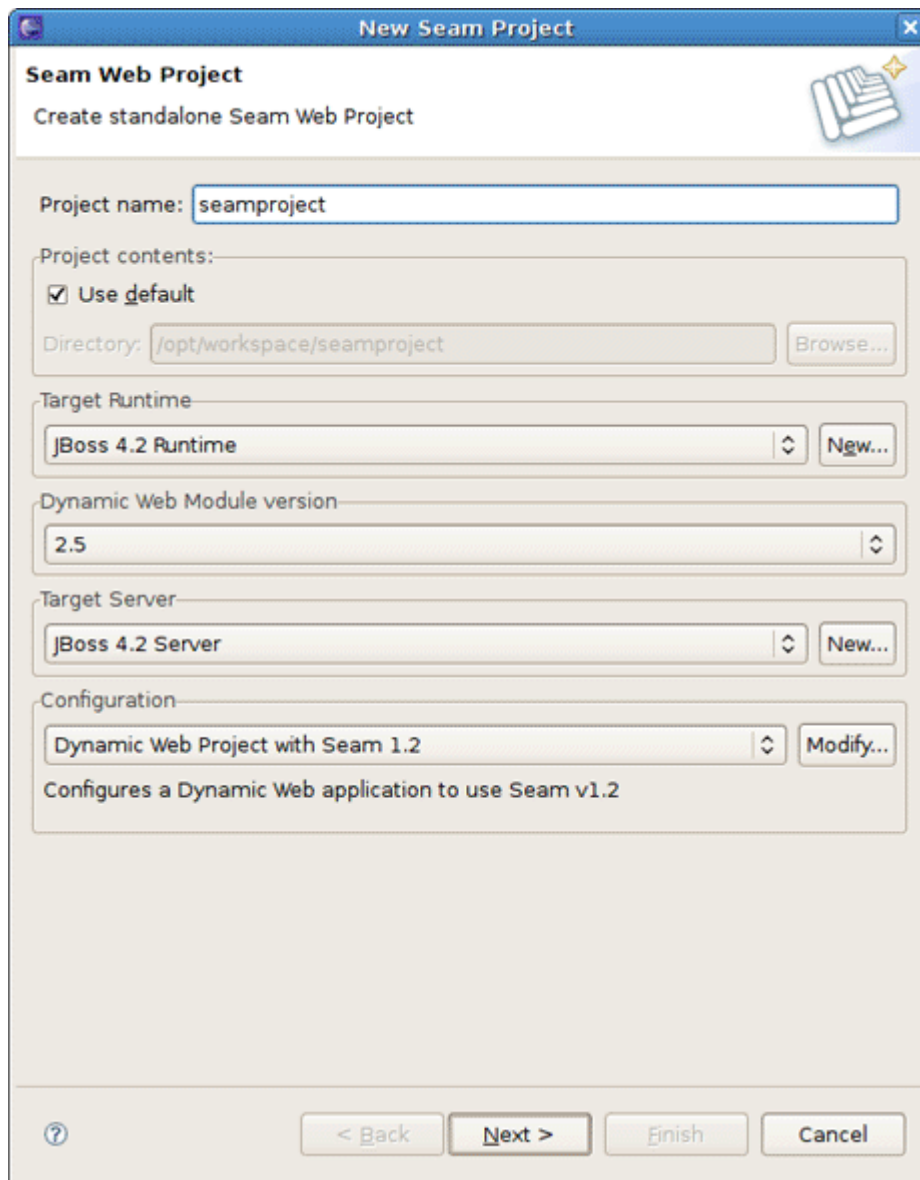 New Seam Project
Seam Web Project
Create standalone Seam Web Project
Project name: seamproject
Project contents:
Use default
Directory: /opt/workspace/seamproject Browse...
Target Runtime
JBoss 4.2 Runtime New...
Dynamic Web Module version
2.5
Target Server
JBoss 4.2 Server New...
Configuration
Dynamic Web Project with Seam 1.2 Modify...
Configures a Dynamic Web application to use Seam v1.2
? < Back Next > Finish Cancel